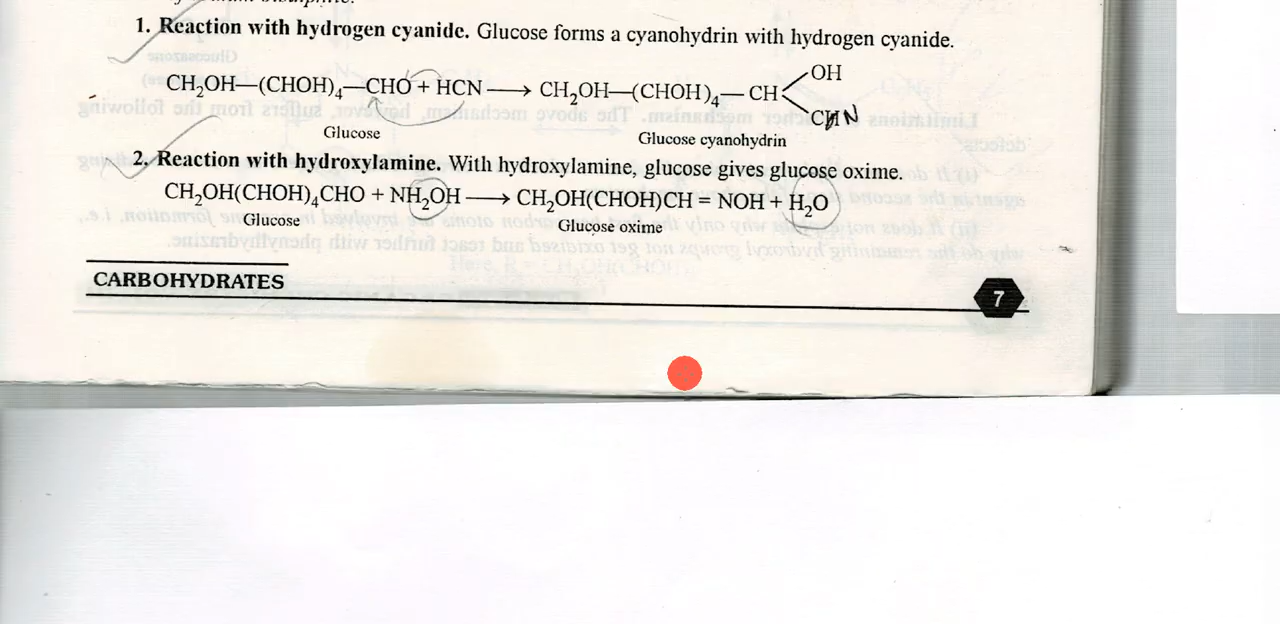 1. Reaction with hydrogen cyanide. Glucose forms a cyanohydrin with hydrogen cyanide.
OH
CH₂OH—(CHOH)₄—CHO + HCN ⟶ CH₂OH—(CHOH)₄—CH
CN
Glucose
Glucose cyanohydrin
2. Reaction with hydroxylamine. With hydroxylamine, glucose gives glucose oxime.
CH₂OH(CHOH)₄CHO + NH₂OH ⟶ CH₂OH(CHOH)CH = NOH + H₂O
Glucose
Glucose oxime
CARBOHYDRATES
7